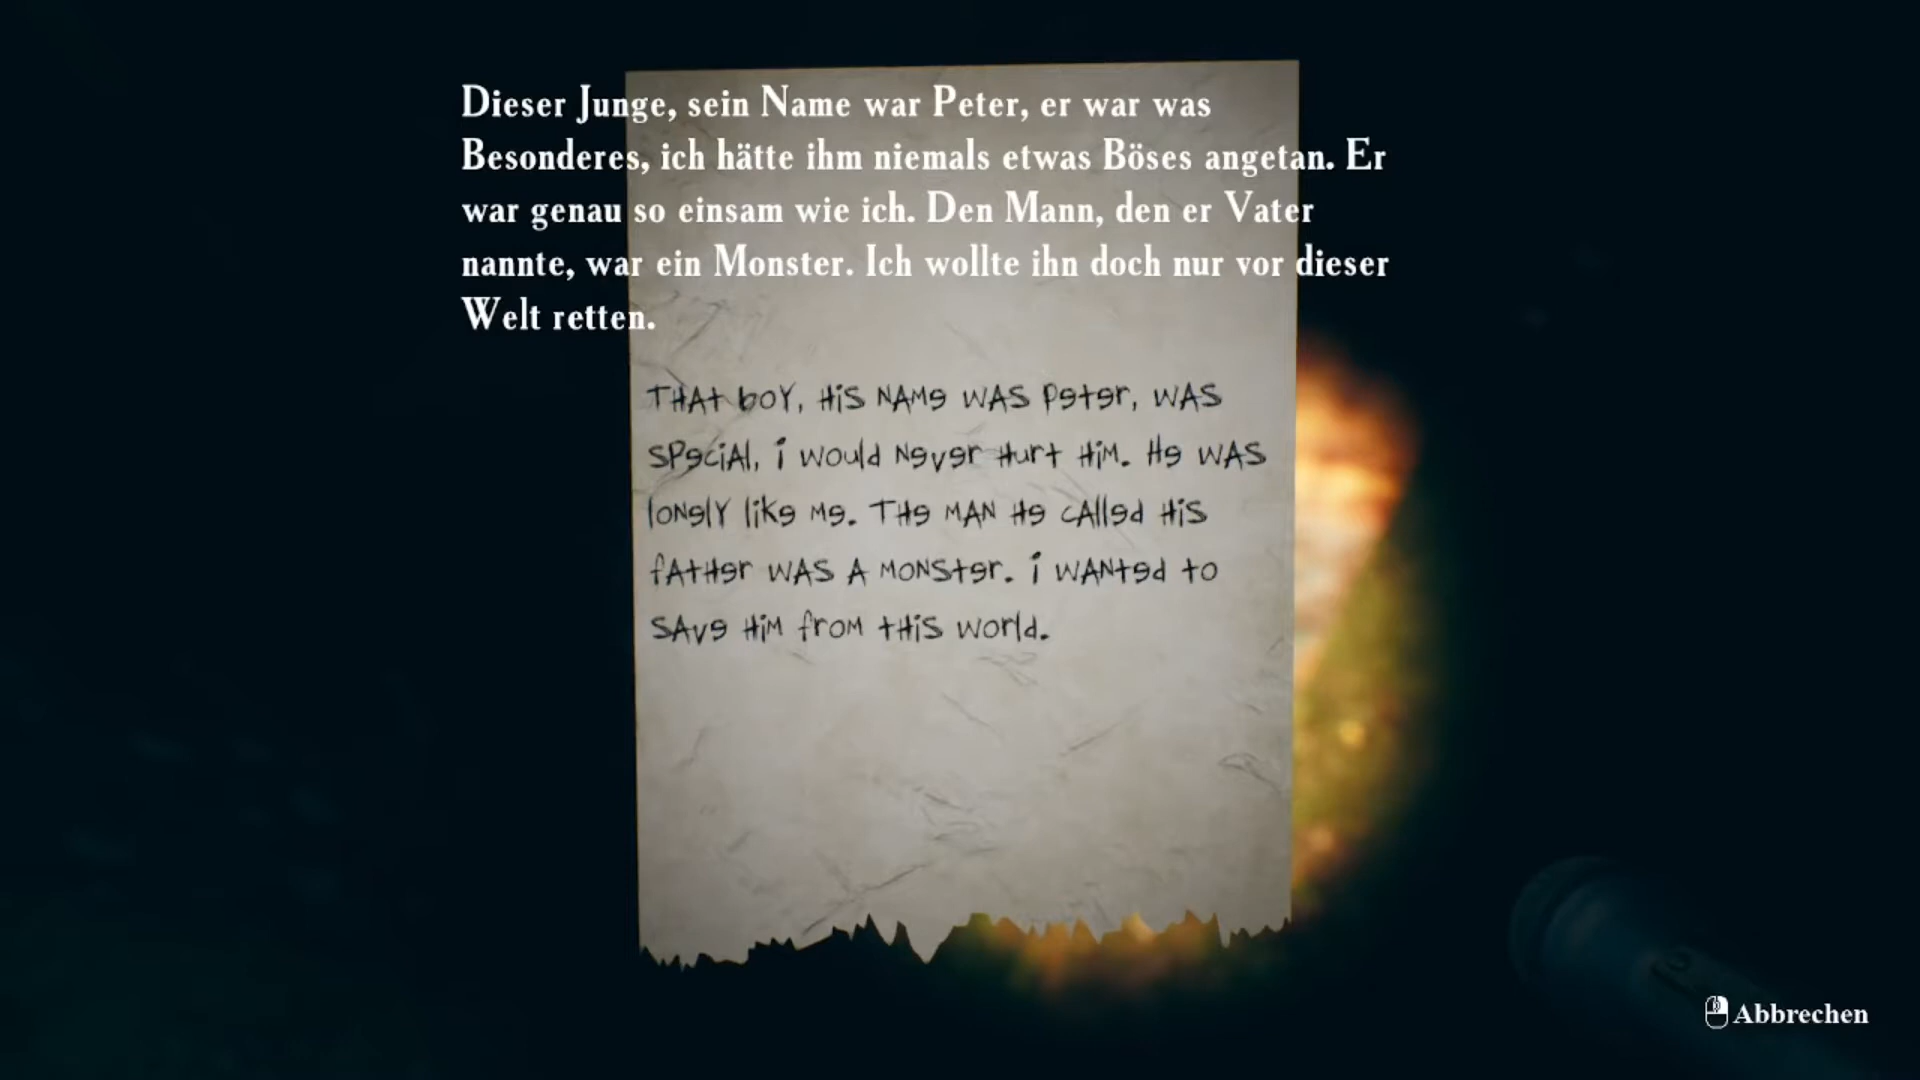 Dieser Junge, sein Name war Peter, er war was
Besonderes, ich hätte ihm niemals etwas Böses angetan. Er
war genau so einsam wie ich. Den Mann, den er Vater
nannte, war ein Monster. Ich wollte ihn doch nur vor dieser
Welt retten.
THAt boY, HiS NAMe WAS Peter, WAS
SPeciAl, i would Never Hurt HiM. He WAS
loNelY like Me. THe MAN He cAlled HiS
fAtHer WAS A MoNSter. i WANted to
SAve HiM froM tHiS world.
Abbrechen